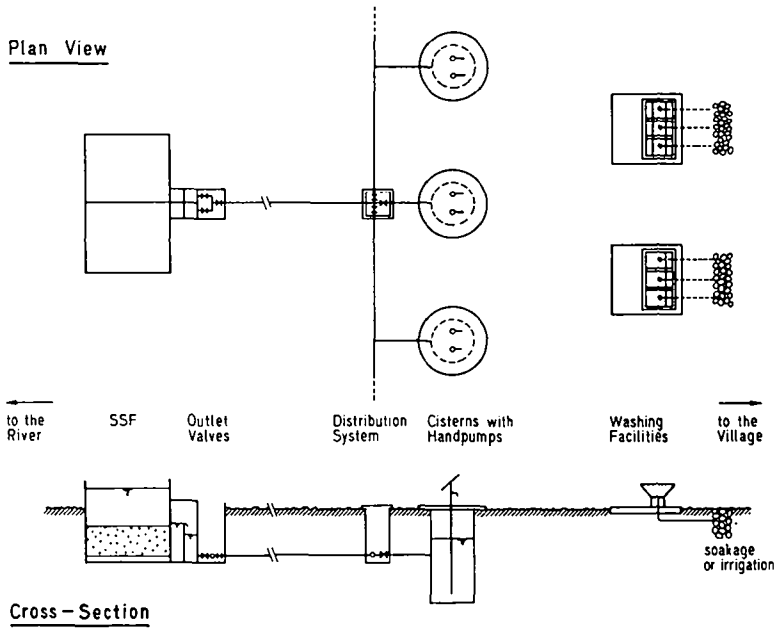 Plan View
to the
River
SSF
Outlet
Valves
Distribution
System
Cisterns with
Handpumps
Washing
Facilities
to the
Village
soakage
or irrigation
Cross-Section